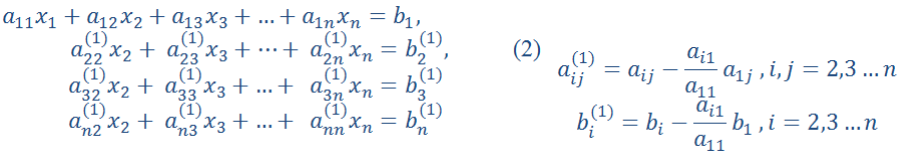 a₁₁x₁ + a₁₂x₂ + a₁₃x₃ + ... + a₁ₙxₙ = b₁,
a₂₂⁽¹⁾x₂ + a₂₃⁽¹⁾x₃ + ⋯ + a₂ₙ⁽¹⁾xₙ = b₂⁽¹⁾,
a₃₂⁽¹⁾x₂ + a₃₃⁽¹⁾x₃ + ... + a₃ₙ⁽¹⁾xₙ = b₃⁽¹⁾
aₙ₂⁽¹⁾x₂ + aₙ₃⁽¹⁾x₃ + ... + aₙₙ⁽¹⁾xₙ = bₙ⁽¹⁾
(2)
aᵢⱼ⁽¹⁾ = aᵢⱼ − (aᵢ₁/a₁₁) a₁ⱼ , i, j = 2,3 ... n
bᵢ⁽¹⁾ = bᵢ − (aᵢ₁/a₁₁) b₁ , i = 2,3 ... n